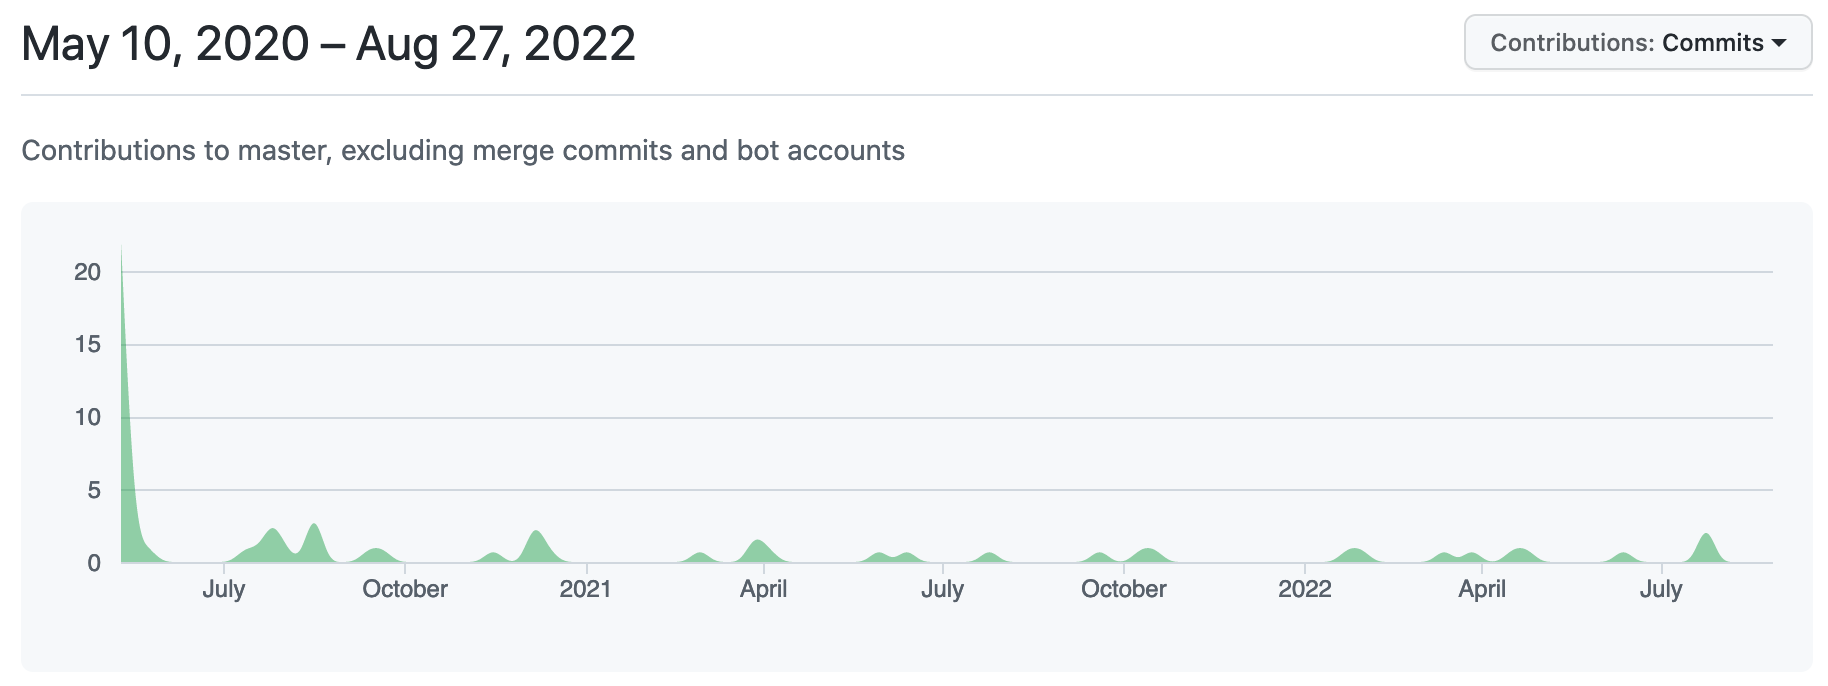 May 10, 2020 – Aug 27, 2022
Contributions: Commits
Contributions to master, excluding merge commits and bot accounts
20
15
10
5
0
July October 2021 April July October 2022 April July